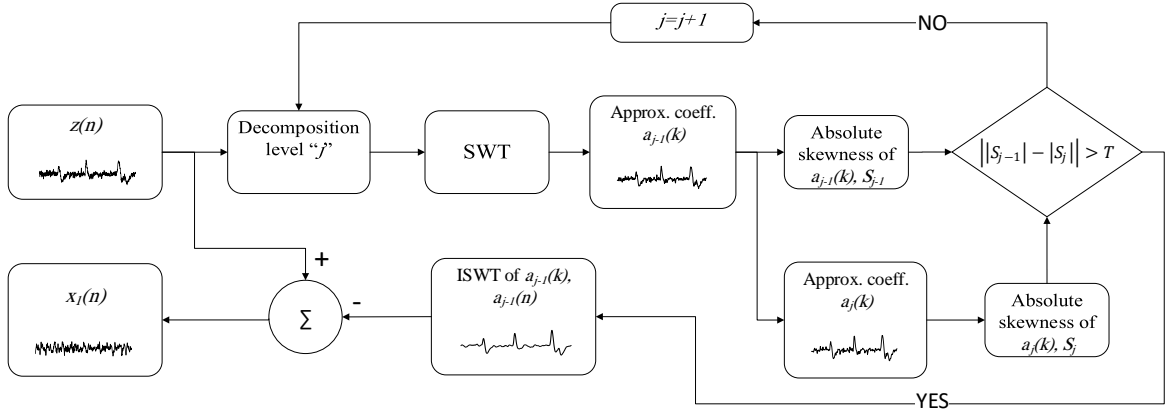 j=j+1
NO
z(n)
Decomposition
level “j”
SWT
Approx. coeff.
a_{j-1}(k)
Absolute
skewness of
a_{j-1}(k), S_{j-1}
||S_{j−1}| − |S_j|| > T
x_1(n)
+
Σ
-
ISWT of a_{j-1}(k),
a_{j-1}(n)
Approx. coeff.
a_j(k)
Absolute
skewness of
a_j(k), S_j
YES